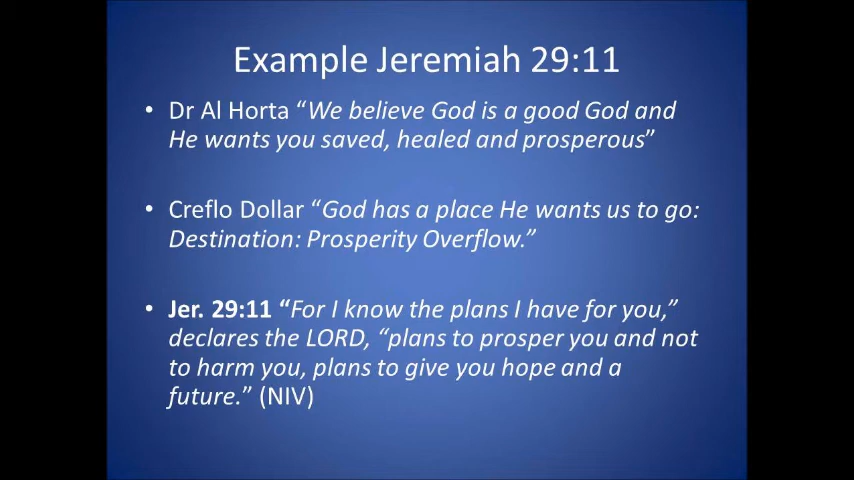 Example Jeremiah 29:11
• Dr Al Horta “We believe God is a good God and
He wants you saved, healed and prosperous”
• Creflo Dollar “God has a place He wants us to go:
Destination: Prosperity Overflow.”
• Jer. 29:11 “For I know the plans I have for you,”
declares the LORD, “plans to prosper you and not
to harm you, plans to give you hope and a
future.” (NIV)